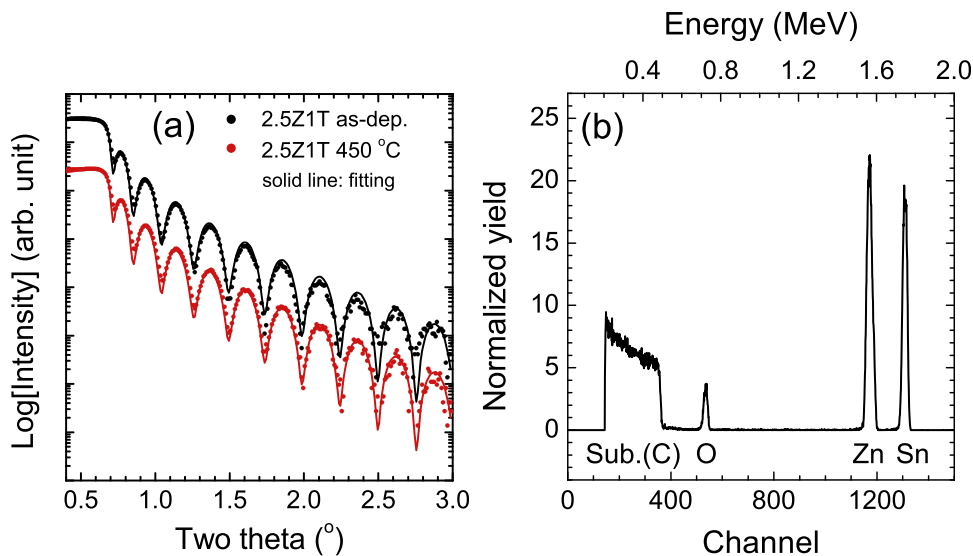 (a)
2.5Z1T as-dep.
2.5Z1T 450 °C
solid line: fitting
Log[Intensity] (arb. unit)
0.5 1.0 1.5 2.0 2.5 3.0
Two theta (°)
Energy (MeV)
0.4 0.8 1.2 1.6 2.0
(b)
Normalized yield
25
20
15
10
5
0
Sub.(C) O Zn Sn
0 400 800 1200
Channel